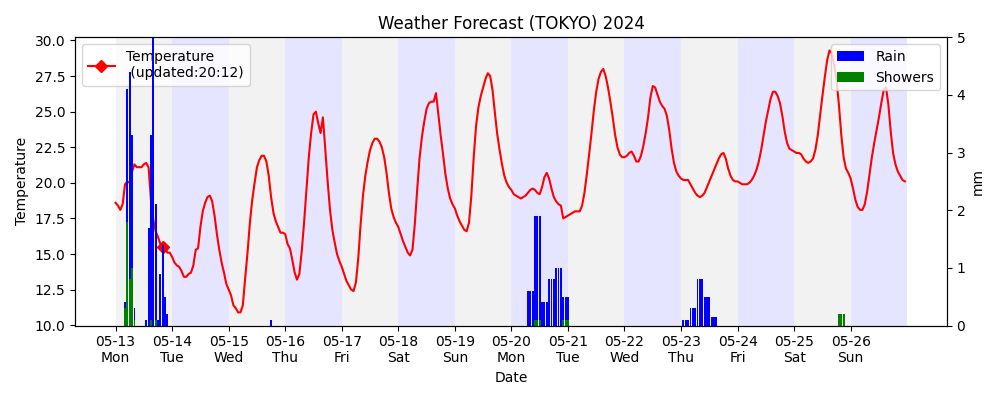 Weather Forecast (TOKYO) 2024
Temperature
(updated:20:12)
Rain
Showers
Temperature
30.0
27.5
25.0
22.5
20.0
17.5
15.0
12.5
10.0
5
4
3
2
1
0
mm
05-13 05-14 05-15 05-16 05-17 05-18 05-19 05-20 05-21 05-22 05-23 05-24 05-25 05-26
Mon Tue Wed Thu Fri Sat Sun Mon Tue Wed Thu Fri Sat Sun
Date